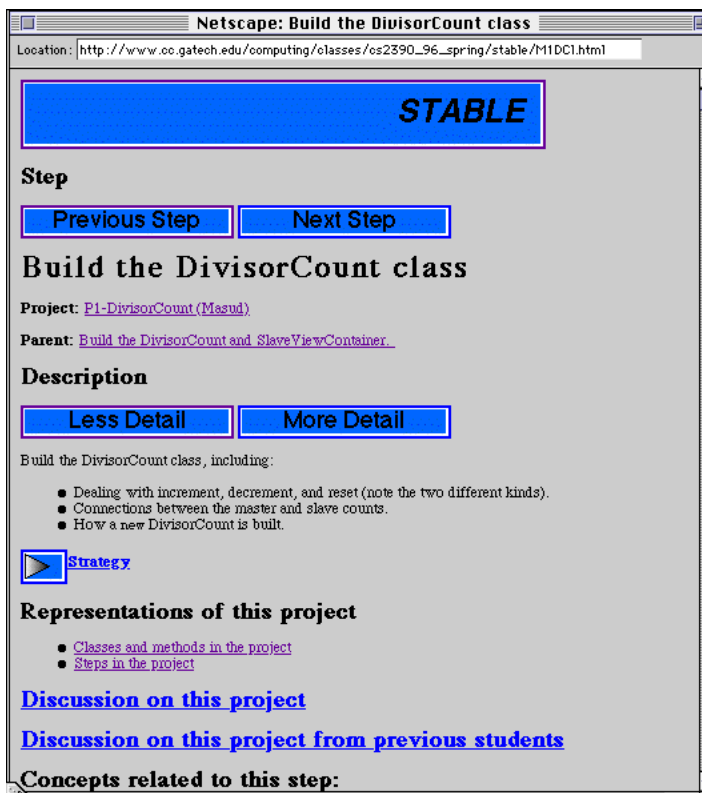 Netscape: Build the DivisorCount class
Location: http://www.cc.gatech.edu/computing/classes/cs2390_96_spring/stable/M1DC1.html
STABLE
Step
Previous Step Next Step
Build the DivisorCount class
Project: P1-DivisorCount (Masud)
Parent: Build the DivisorCount and SlaveViewContainer.
Description
Less Detail More Detail
Build the DivisorCount class, including:
Dealing with increment, decrement, and reset (note the two different kinds).
Connections between the master and slave counts.
How a new DivisorCount is built.
Strategy
Representations of this project
Classes and methods in the project
Steps in the project
Discussion on this project
Discussion on this project from previous students
Concepts related to this step: